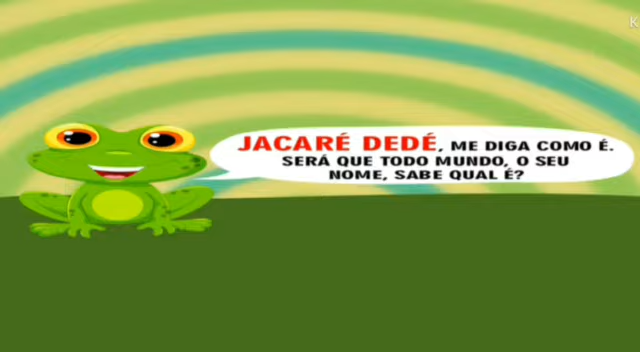 K
JACARÉ DEDÉ, ME DIGA COMO É.
SERÁ QUE TODO MUNDO, O SEU
NOME, SABE QUAL É?